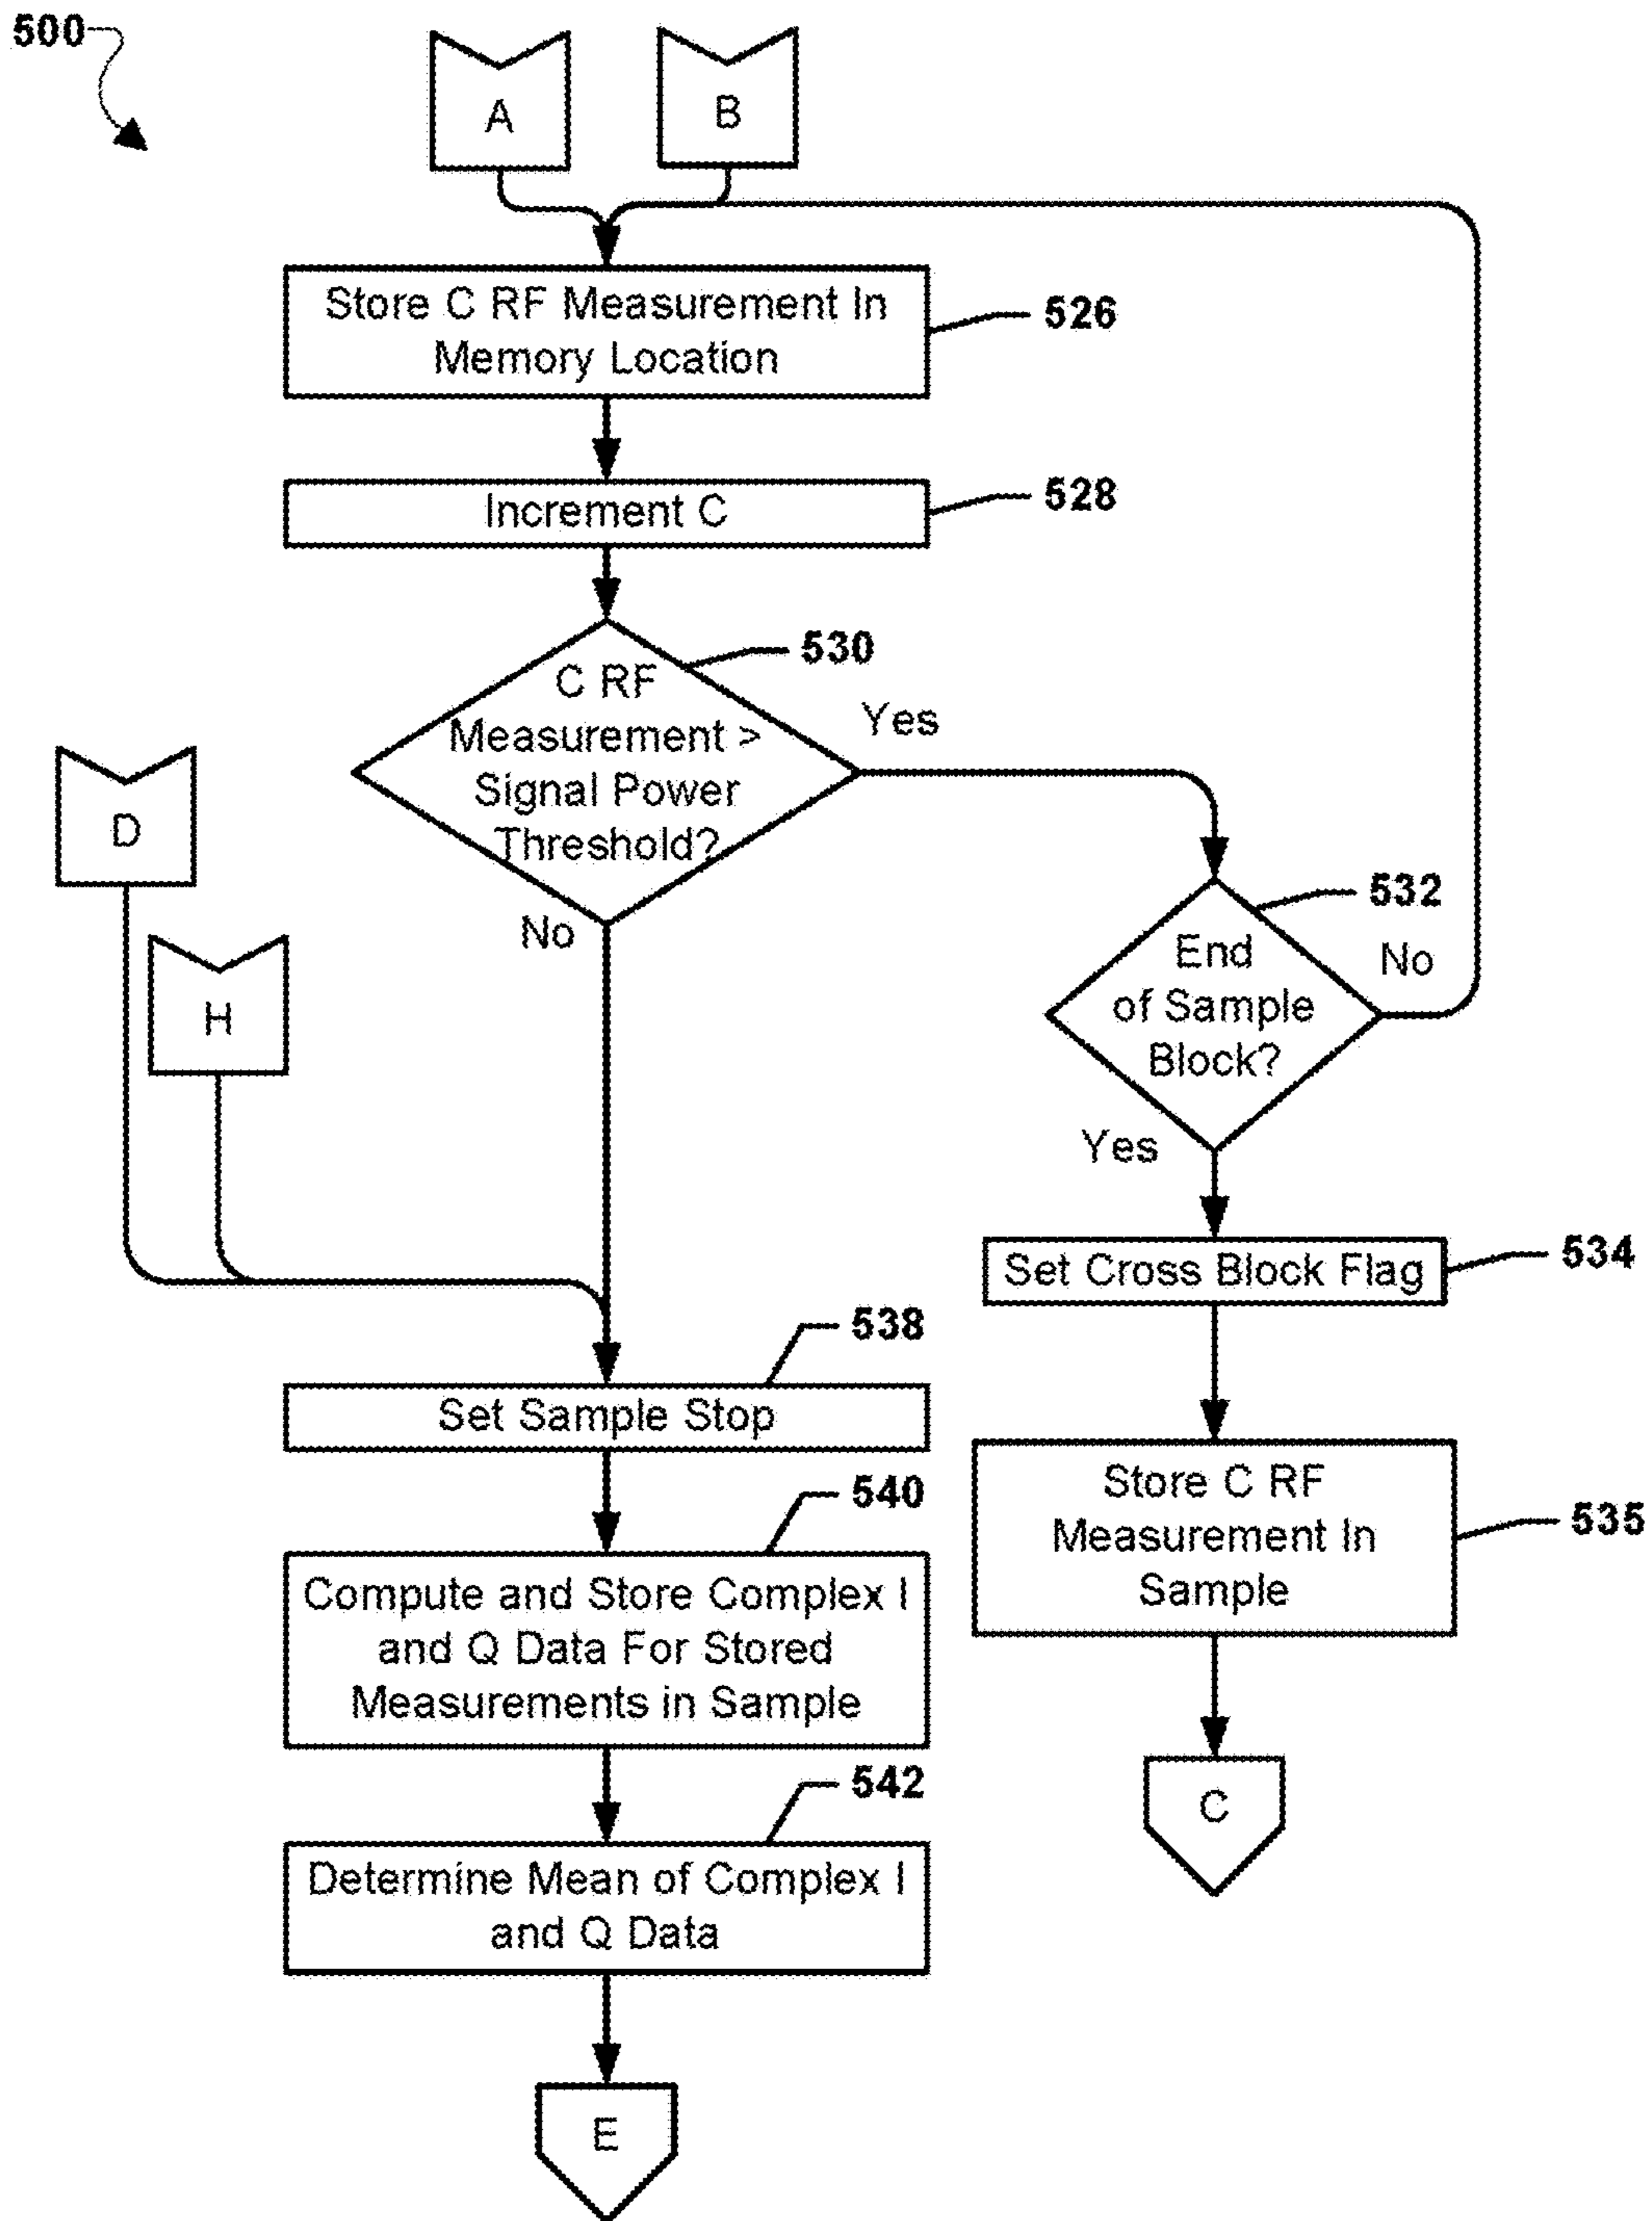 500
A
B
Store C RF Measurement In
Memory Location
526
Increment C
528
530
C RF
Measurement >
Signal Power
Threshold?
Yes
No
D
H
532
End
of Sample
Block?
No
Yes
Set Cross Block Flag
534
538
Set Sample Stop
Store C RF
Measurement In
Sample
535
540
Compute and Store Complex I
and Q Data For Stored
Measurements in Sample
542
Determine Mean of Complex I
and Q Data
C
E